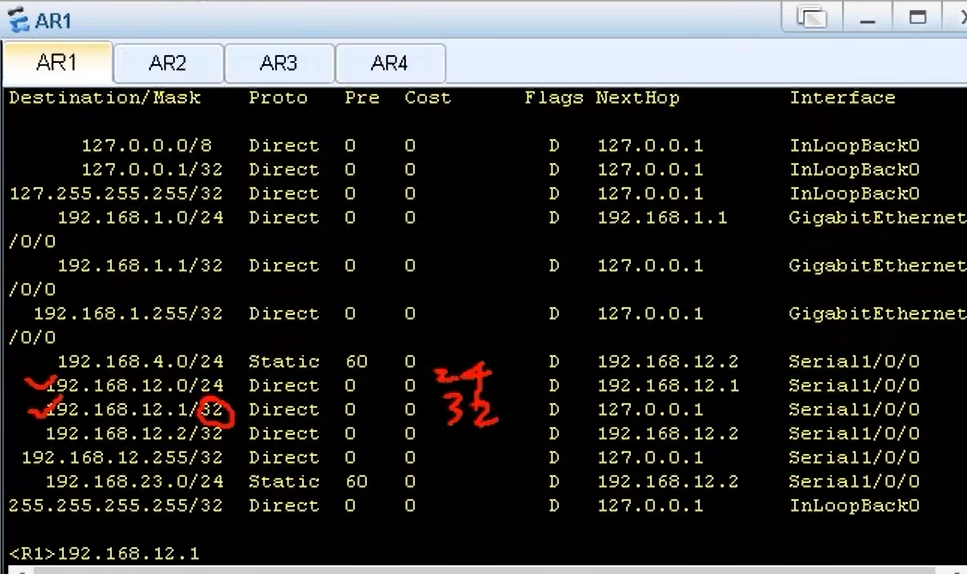 AR1
AR1 AR2 AR3 AR4
Destination/Mask Proto Pre Cost Flags NextHop Interface
127.0.0.0/8 Direct 0 0 D 127.0.0.1 InLoopBack0
127.0.0.1/32 Direct 0 0 D 127.0.0.1 InLoopBack0
127.255.255.255/32 Direct 0 0 D 127.0.0.1 InLoopBack0
192.168.1.0/24 Direct 0 0 D 192.168.1.1 GigabitEthernet
/0/0
192.168.1.1/32 Direct 0 0 D 127.0.0.1 GigabitEthernet
/0/0
192.168.1.255/32 Direct 0 0 D 127.0.0.1 GigabitEthernet
/0/0
192.168.4.0/24 Static 60 0 D 192.168.12.2 Serial1/0/0
192.168.12.0/24 Direct 0 0 24 D 192.168.12.1 Serial1/0/0
192.168.12.1/32 Direct 0 0 32 D 127.0.0.1 Serial1/0/0
192.168.12.2/32 Direct 0 0 D 192.168.12.2 Serial1/0/0
192.168.12.255/32 Direct 0 0 D 127.0.0.1 Serial1/0/0
192.168.23.0/24 Static 60 0 D 192.168.12.2 Serial1/0/0
255.255.255.255/32 Direct 0 0 D 127.0.0.1 InLoopBack0
<R1>192.168.12.1